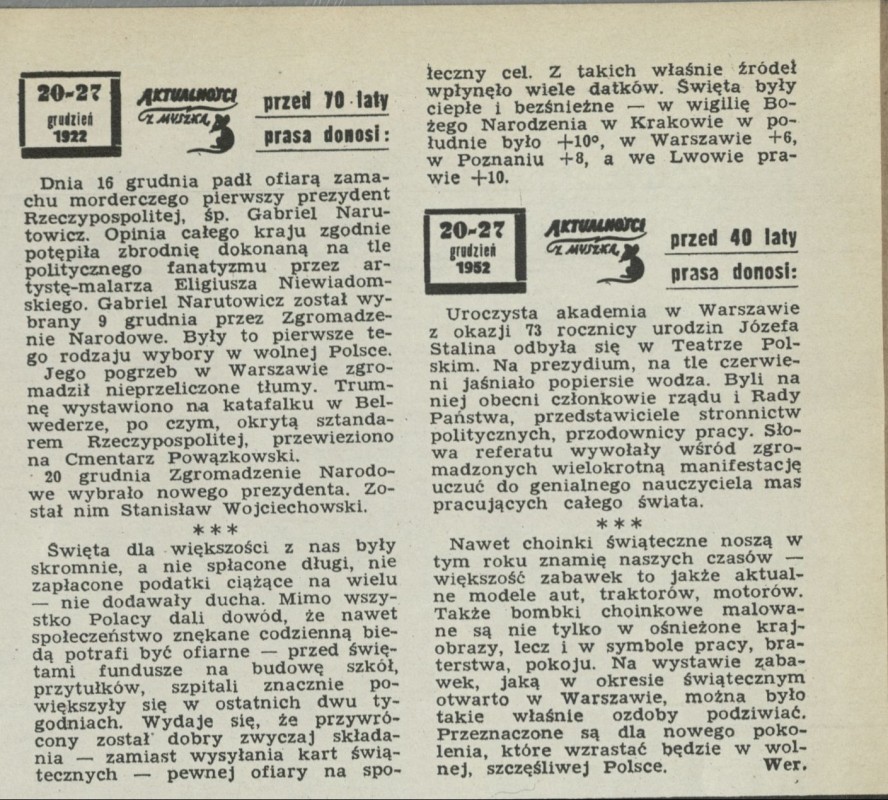 20-27
grudzień
1922
AKTUALNOŚCI
Z MUSZKĄ
przed 70 laty
prasa donosi:
Dnia 16 grudnia padł ofiarą zama-
chu morderczego pierwszy prezydent
Rzeczypospolitej, śp. Gabriel Naru-
towicz. Opinia całego kraju zgodnie
potępiła zbrodnię dokonaną na tle
politycznego fanatyzmu przez ar-
tystę-malarza Eligiusza Niewiadom-
skiego. Gabriel Narutowicz został wy-
brany 9 grudnia przez Zgromadze-
nie Narodowe. Były to pierwsze te-
go rodzaju wybory w wolnej Polsce.
Jego pogrzeb w Warszawie zgro-
madził nieprzeliczone tłumy. Trum-
nę wystawiono na katafalku w Bel-
wederze, po czym, okrytą sztanda-
rem Rzeczypospolitej, przewieziono
na Cmentarz Powązkowski.
20 grudnia Zgromadzenie Narodo-
we wybrało nowego prezydenta. Zo-
stał nim Stanisław Wojciechowski.
***
Święta dla większości z nas były
skromnie, a nie spłacone długi, nie
zapłacone podatki ciążące na wielu
— nie dodawały ducha. Mimo wszy-
stko Polacy dali dowód, że nawet
społeczeństwo znękane codzienną bie-
dą potrafi być ofiarne — przed świę-
tami fundusze na budowę szkół,
przytułków, szpitali znacznie po-
większyły się w ostatnich dwu ty-
godniach. Wydaje się, że przywró-
cony został dobry zwyczaj składa-
nia — zamiast wysyłania kart świą-
tecznych — pewnej ofiary na spo-
łeczny cel. Z takich właśnie źródeł
wpłynęło wiele datków. Święta były
ciepłe i bezśnieżne — w wigilię Bo-
żego Narodzenia w Krakowie w po-
łudnie było +10°, w Warszawie +6,
w Poznaniu +8, a we Lwowie pra-
wie +10.
20-27
grudzień
1952
AKTUALNOŚCI
Z MUSZKĄ
przed 40 laty
prasa donosi:
Uroczysta akademia w Warszawie
z okazji 73 rocznicy urodzin Józefa
Stalina odbyła się w Teatrze Pol-
skim. Na prezydium, na tle czerwie-
ni jaśniało popiersie wodza. Byli na
niej obecni członkowie rządu i Rady
Państwa, przedstawiciele stronnictw
politycznych, przodownicy pracy. Sło-
wa referatu wywołały wśród zgro-
madzonych wielokrotną manifestację
uczuć do genialnego nauczyciela mas
pracujących całego świata.
***
Nawet choinki świąteczne noszą w
tym roku znamię naszych czasów —
większość zabawek to jakże aktual-
ne modele aut, traktorów, motorów.
Także bombki choinkowe malowa-
ne są nie tylko w ośnieżone kraj-
obrazy, lecz i w symbole pracy, bra-
terstwa, pokoju. Na wystawie zaba-
wek, jaką w okresie świątecznym
otwarto w Warszawie, można było
takie właśnie ozdoby podziwiać.
Przeznaczone są dla nowego poko-
lenia, które wzrastać będzie w wol-
nej, szczęśliwej Polsce. Wer.